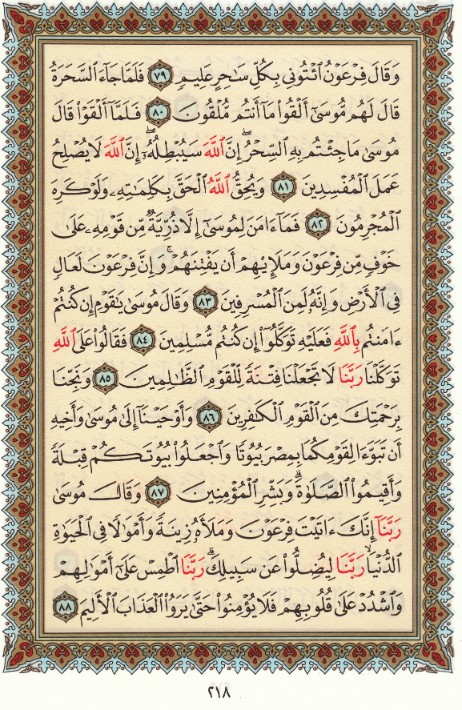 وَقَالَ فِرْعَوْنُ ٱئْتُونِى بِكُلِّ سَـٰحِرٍ عَلِيمٍ ٧٩ فَلَمَّا جَآءَ ٱلسَّحَرَةُ
قَالَ لَهُم مُّوسَىٰٓ أَلْقُوا۟ مَآ أَنتُم مُّلْقُونَ ٨٠ فَلَمَّآ أَلْقَوْا۟ قَالَ
مُوسَىٰ مَا جِئْتُم بِهِ ٱلسِّحْرُ ۖ إِنَّ ٱللَّهَ سَيُبْطِلُهُۥٓ ۖ إِنَّ ٱللَّهَ لَا يُصْلِحُ
عَمَلَ ٱلْمُفْسِدِينَ ٨١ وَيُحِقُّ ٱللَّهُ ٱلْحَقَّ بِكَلِمَـٰتِهِۦ وَلَوْ كَرِهَ
ٱلْمُجْرِمُونَ ٨٢ فَمَآ ءَامَنَ لِمُوسَىٰٓ إِلَّا ذُرِّيَّةٌ مِّن قَوْمِهِۦ عَلَىٰ
خَوْفٍ مِّن فِرْعَوْنَ وَمَلَإِي۟هِمْ أَن يَفْتِنَهُمْ ۚ وَإِنَّ فِرْعَوْنَ لَعَالٍ
فِى ٱلْأَرْضِ وَإِنَّهُۥ لَمِنَ ٱلْمُسْرِفِينَ ٨٣ وَقَالَ مُوسَىٰ يَـٰقَوْمِ إِن كُنتُمْ
ءَامَنتُم بِٱللَّهِ فَعَلَيْهِ تَوَكَّلُوٓا۟ إِن كُنتُم مُّسْلِمِينَ ٨٤ فَقَالُوا۟ عَلَى ٱللَّهِ
تَوَكَّلْنَا رَبَّنَا لَا تَجْعَلْنَا فِتْنَةً لِّلْقَوْمِ ٱلظَّـٰلِمِينَ ٨٥ وَنَجِّنَا
بِرَحْمَتِكَ مِنَ ٱلْقَوْمِ ٱلْكَـٰفِرِينَ ٨٦ وَأَوْحَيْنَآ إِلَىٰ مُوسَىٰ وَأَخِيهِ
أَن تَبَوَّءَا لِقَوْمِكُمَا بِمِصْرَ بُيُوتًا وَٱجْعَلُوا۟ بُيُوتَكُمْ قِبْلَةً
وَأَقِيمُوا۟ ٱلصَّلَوٰةَ ۗ وَبَشِّرِ ٱلْمُؤْمِنِينَ ٨٧ وَقَالَ مُوسَىٰ
رَبَّنَآ إِنَّكَ ءَاتَيْتَ فِرْعَوْنَ وَمَلَأَهُۥ زِينَةً وَأَمْوَٰلًا فِى ٱلْحَيَوٰةِ
ٱلدُّنْيَا رَبَّنَا لِيُضِلُّوا۟ عَن سَبِيلِكَ ۖ رَبَّنَا ٱطْمِسْ عَلَىٰٓ أَمْوَٰلِهِمْ
وَٱشْدُدْ عَلَىٰ قُلُوبِهِمْ فَلَا يُؤْمِنُوا۟ حَتَّىٰ يَرَوُا۟ ٱلْعَذَابَ ٱلْأَلِيمَ ٨٨
٢١٨